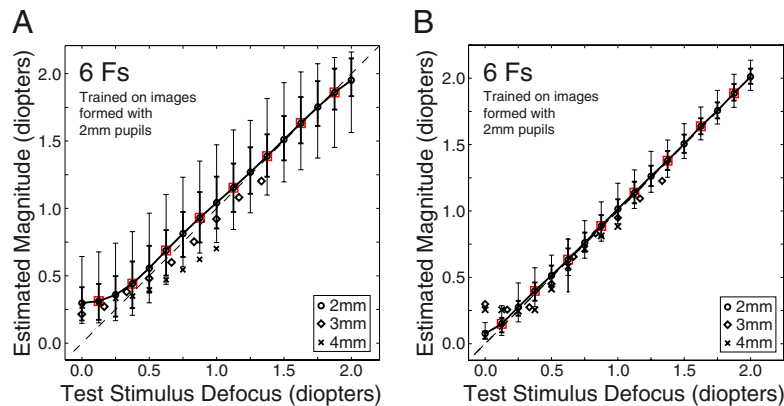 A
6 Fs
Trained on images
formed with
2mm pupils
Estimated Magnitude (diopters)
2.0
1.5
1.0
0.5
0.0
2mm
3mm
4mm
0.0 0.5 1.0 1.5 2.0
Test Stimulus Defocus (diopters)
B
6 Fs
Trained on images
formed with
2mm pupils
Estimated Magnitude (diopters)
2.0
1.5
1.0
0.5
0.0
2mm
3mm
4mm
0.0 0.5 1.0 1.5 2.0
Test Stimulus Defocus (diopters)